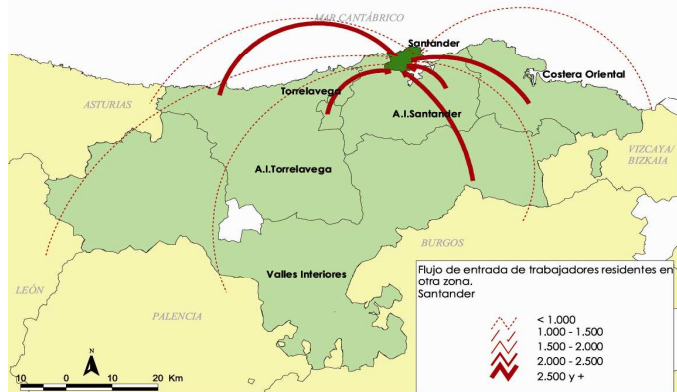 MAR CANTÁBRICO
Santander
Costera Oriental
Torrelavega
ASTURIAS
A.I.Santander
VIZCAYA/
BIZKAIA
A.I.Torrelavega
BURGOS
Valles Interiores
LEÓN
PALENCIA
Flujo de entrada de trabajadores residentes en
otra zona.
Santander
< 1.000
1.000 - 1.500
1.500 - 2.000
2.000 - 2.500
2.500 y +
N
10 0 10 20 Km